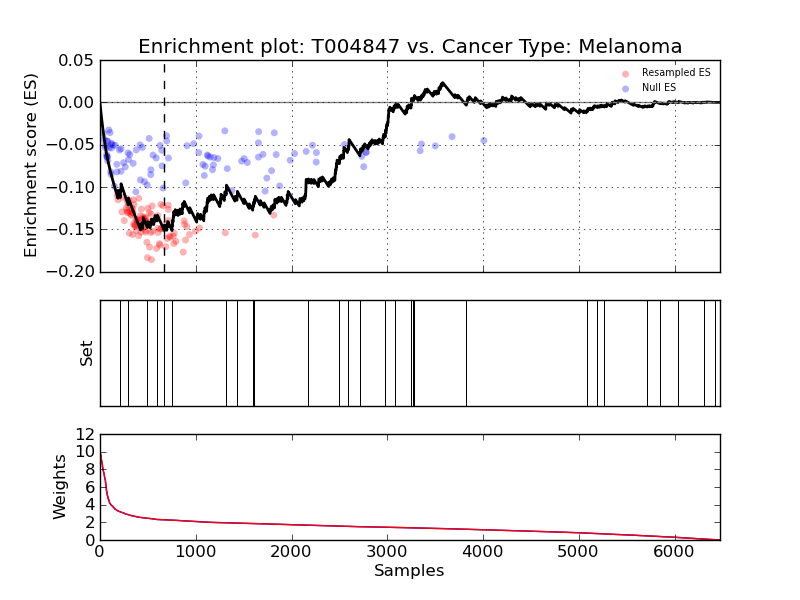 Enrichment plot: T004847 vs. Cancer Type: Melanoma
Enrichment score (ES)
0.05
0.00
−0.05
−0.10
−0.15
−0.20
Resampled ES
Null ES
Set
Weights
12
10
8
6
4
2
0
0 1000 2000 3000 4000 5000 6000
Samples